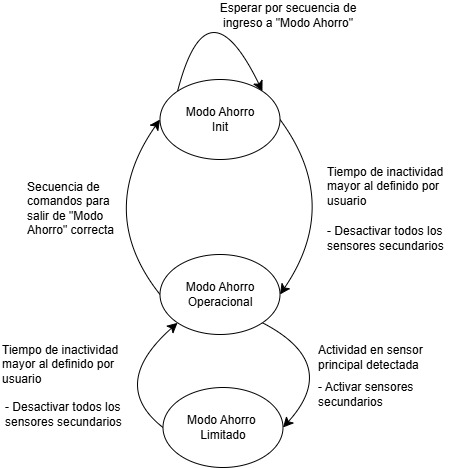 Esperar por secuencia de
ingreso a "Modo Ahorro"
Modo Ahorro
Init
Tiempo de inactividad
mayor al definido por
usuario
- Desactivar todos los
sensores secundarios
Secuencia de
comandos para
salir de "Modo
Ahorro" correcta
Modo Ahorro
Operacional
Tiempo de inactividad
mayor al definido por
usuario
- Desactivar todos los
sensores secundarios
Actividad en sensor
principal detectada
- Activar sensores
secundarios
Modo Ahorro
Limitado